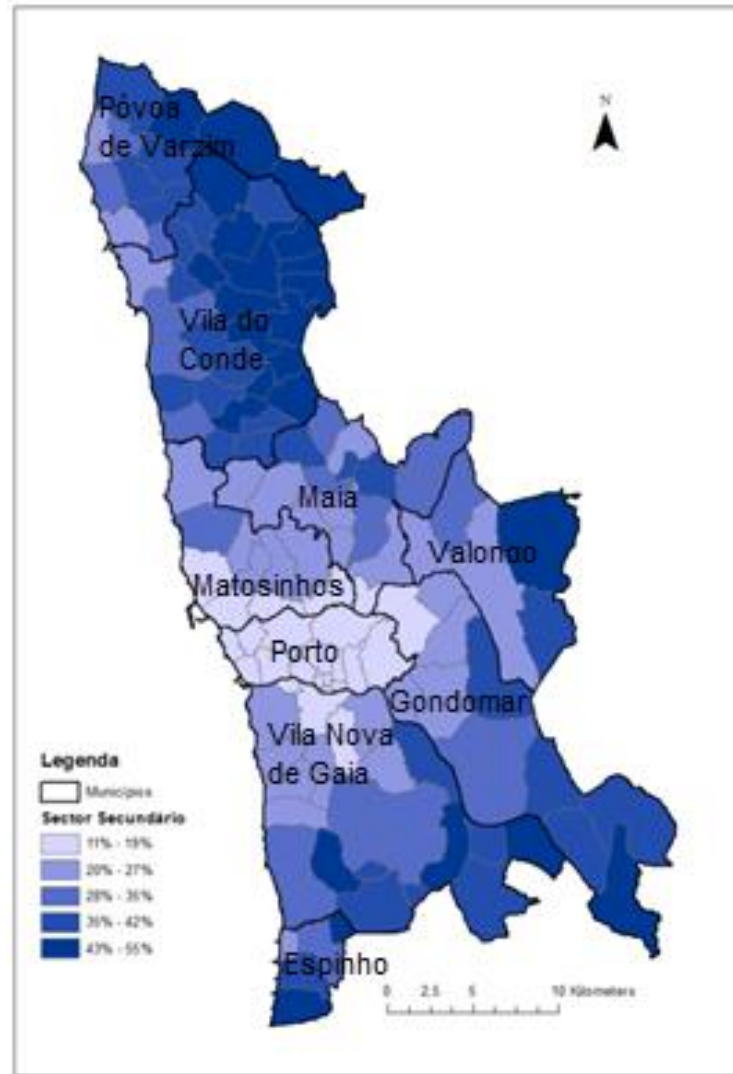 N
Pôvoa
de Varzim
Vila do
Conde
Maia
Valongo
Matosinhos
Porto
Gondomar
Vila Nova
de Gaia
Espinho
Legenda
Municípios
Sector Secundário
11% - 19%
20% - 27%
28% - 35%
36% - 42%
43% - 55%
0 2.5 5 10 Kilometers